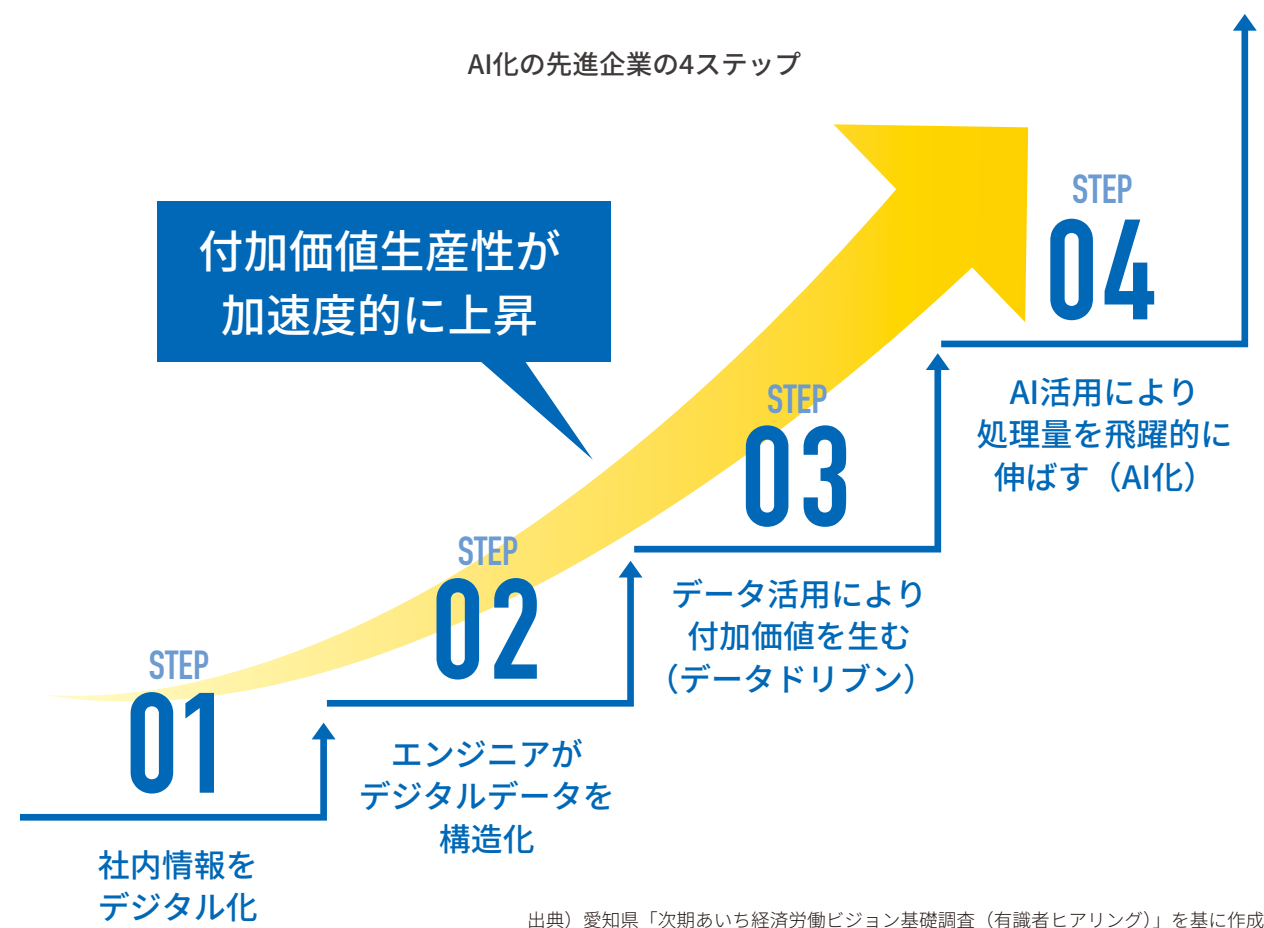 AI化の先進企業の4ステップ
付加価値生産性が
加速度的に上昇
STEP
01
社内情報を
デジタル化
STEP
02
エンジニアが
デジタルデータを
構造化
STEP
03
データ活用により
付加価値を生む
（データドリブン）
STEP
04
AI活用により
処理量を飛躍的に
伸ばす（AI化）
出典）愛知県「次期あいち経済労働ビジョン基礎調査（有識者ヒアリング）」を基に作成